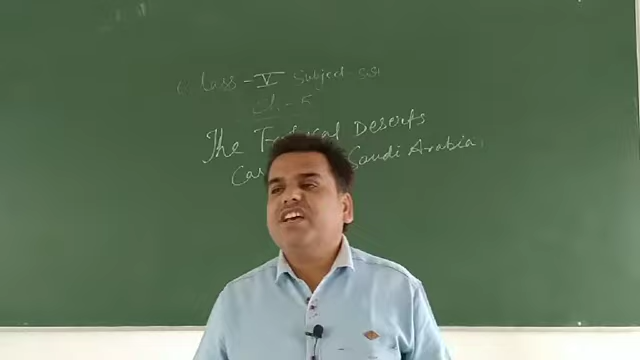 Class - V Subject SSt
Ch. - 5
The Deserts
Saudi Arabia